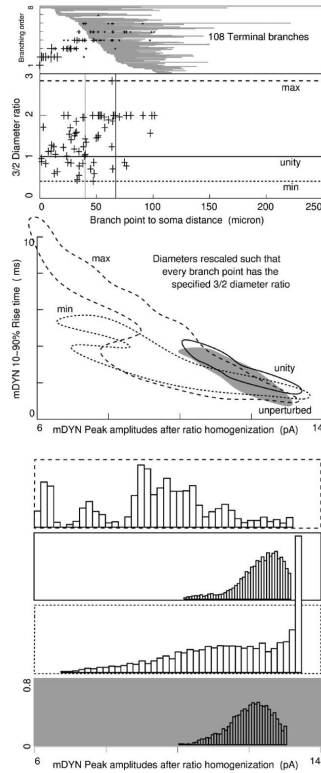 Branching order
8
1
108 Terminal branches
3/2 Diameter ratio
3
2
1
0
max
unity
min
0
50
100
150
200
250
Branch point to soma distance (micron)
mDYN 10-90% Rise time (ms)
10
0
max
min
Diameters rescaled such that
every branch point has the
specified 3/2 diameter ratio
unity
unperturbed
6
14
mDYN Peak amplitudes after ratio homogenization (pA)
0.8
0
6
14
mDYN Peak amplitudes after ratio homogenization (pA)